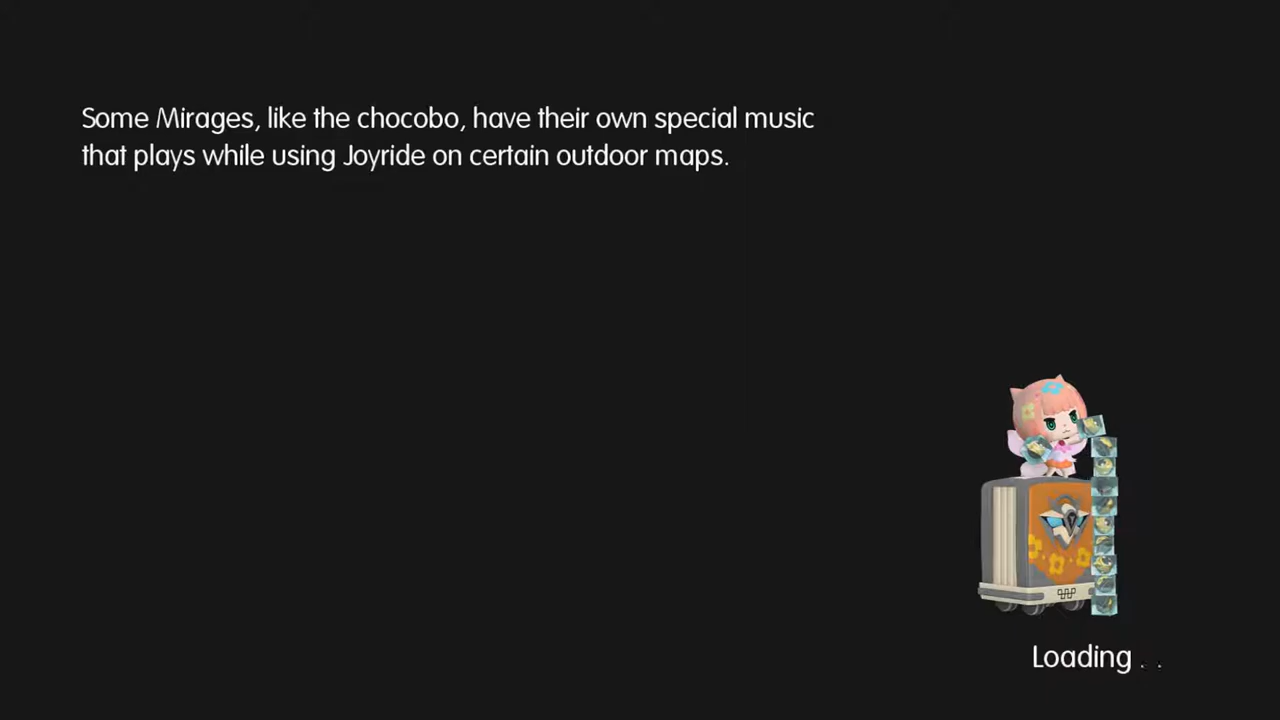 Some Mirages, like the chocobo, have their own special music
that plays while using Joyride on certain outdoor maps.
Loading . .